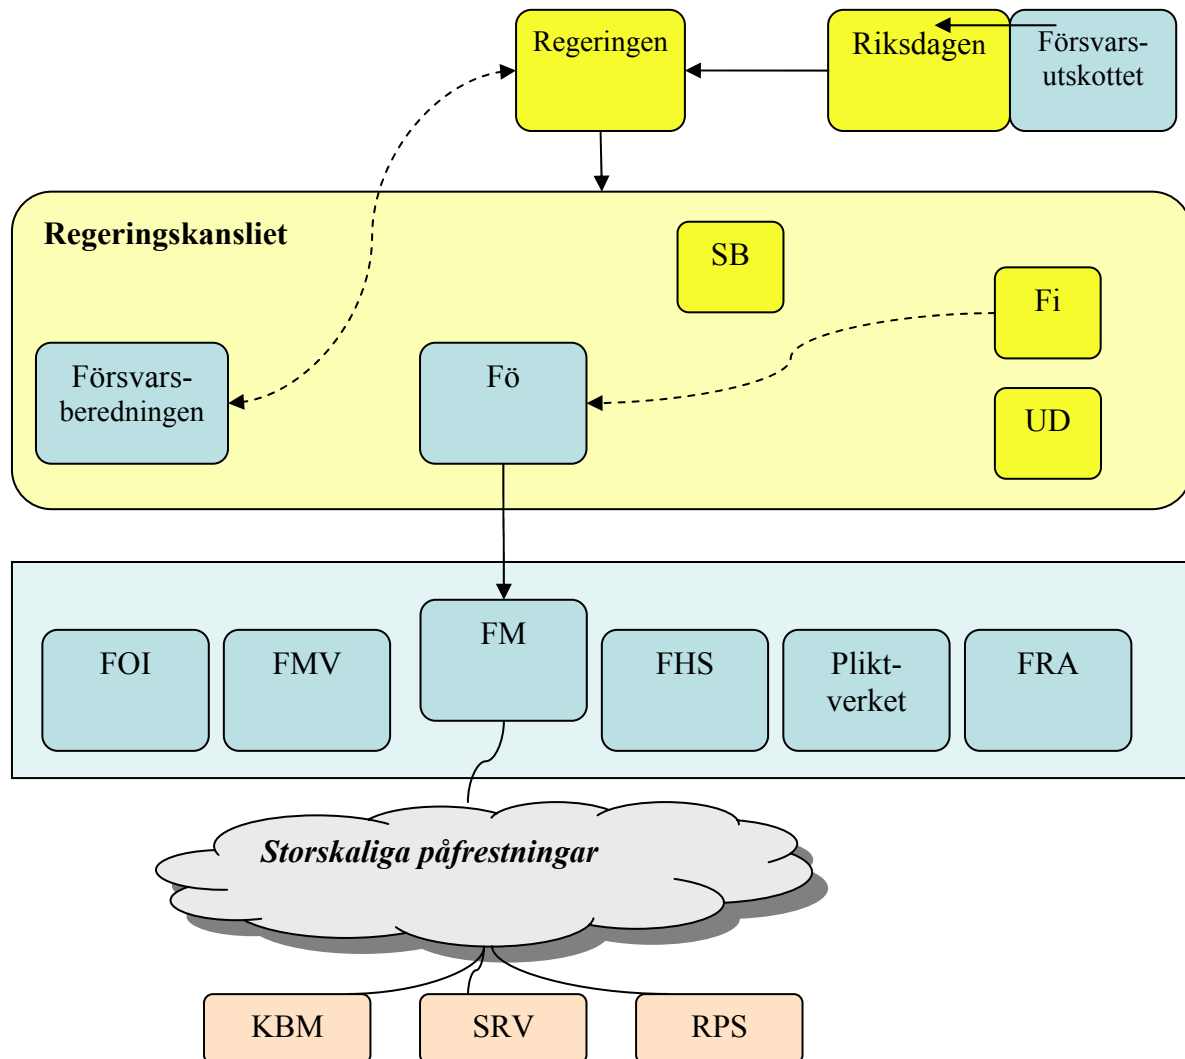 Regeringen
Riksdagen
Försvars-
utskottet
Regeringskansliet
SB
Fi
Försvars-
beredningen
Fö
UD
FOI
FMV
FM
FHS
Plikt-
verket
FRA
Storskaliga påfrestningar
KBM
SRV
RPS